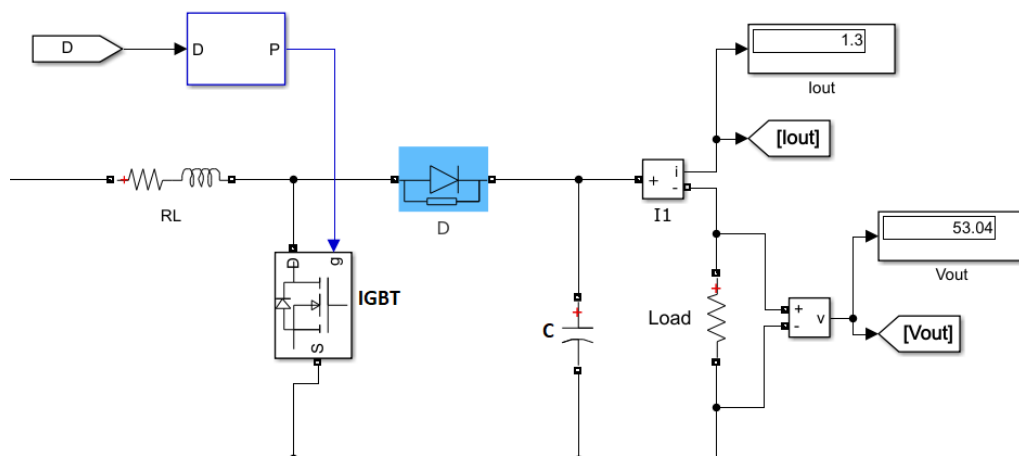 D
D
P
1.3
Iout
[Iout]
+
RL
D
+
i
-
I1
53.04
Vout
D
g
IGBT
S
+
C
+
Load
+
-
v
[Vout]
+